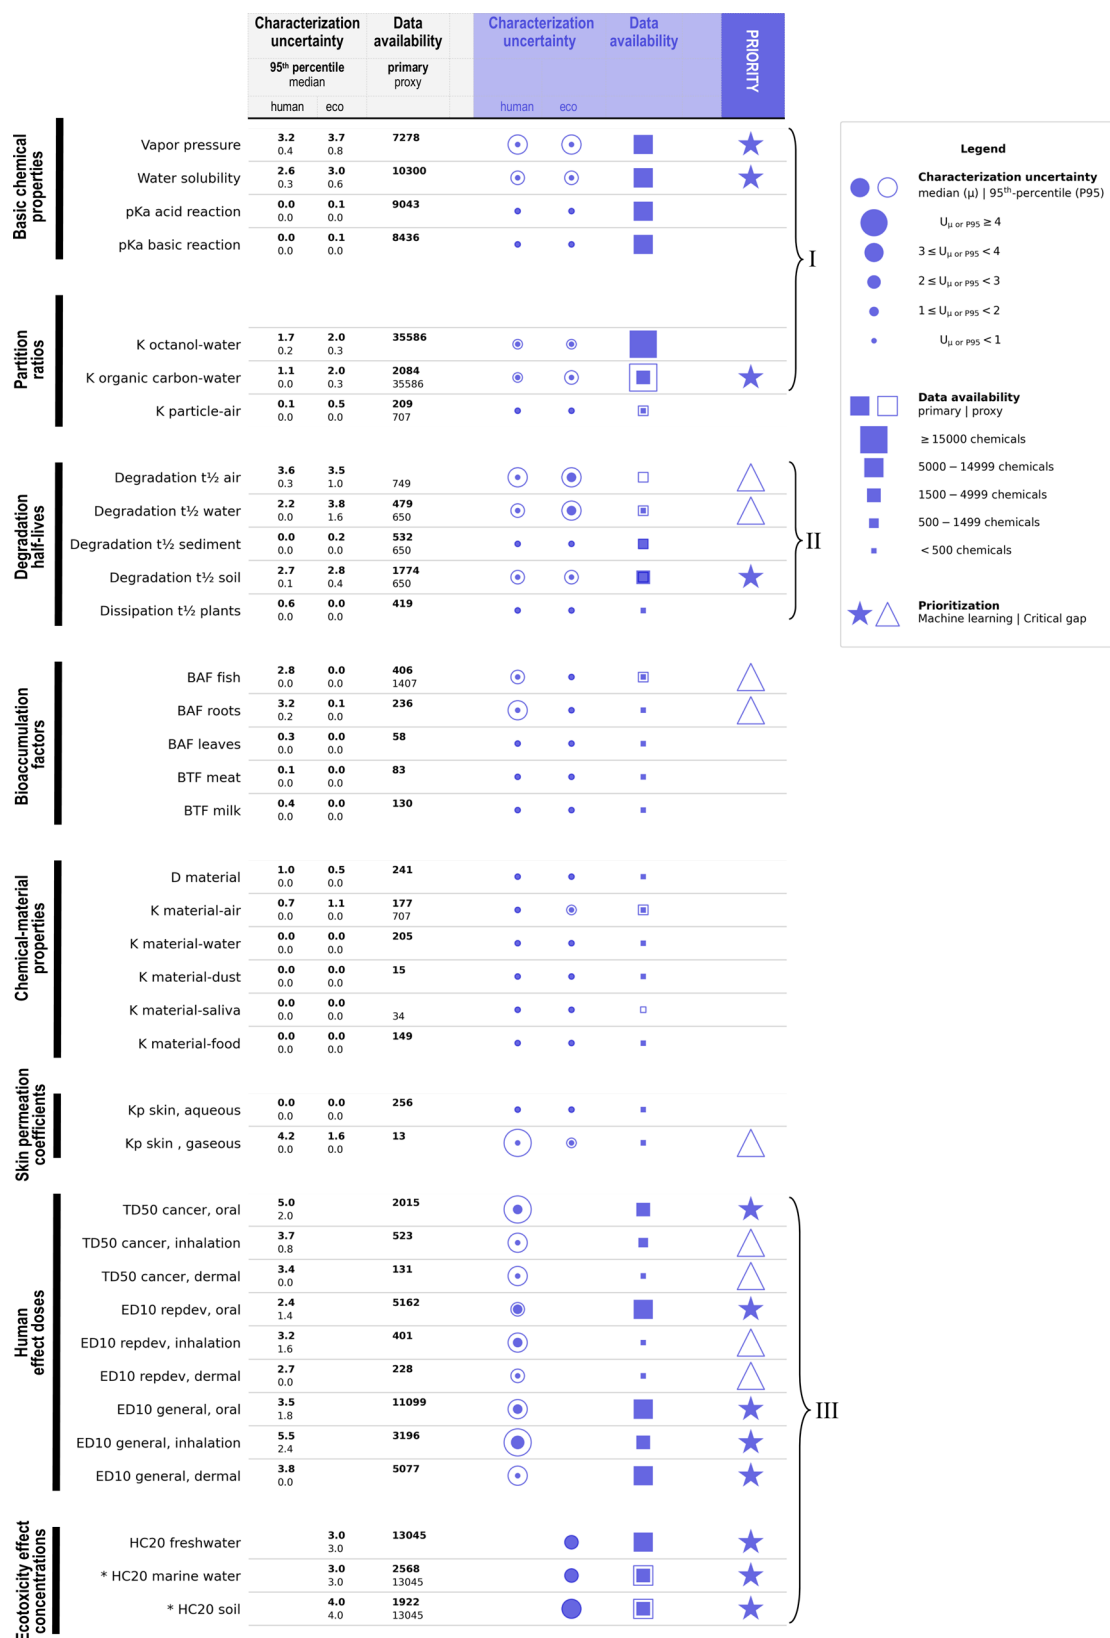 Characterization uncertainty
Data availability
Characterization uncertainty
Data availability
PRIORITY
95th percentile
median
primary
proxy
human eco
human eco
Basic chemical properties
Vapor pressure 3.2 3.7 7278
0.4 0.8
Water solubility 2.6 3.0 10300
0.3 0.6
pKa acid reaction 0.0 0.1 9043
0.0 0.0
pKa basic reaction 0.0 0.1 8436
0.0 0.0
I
Partition ratios
K octanol-water 1.7 2.0 35586
0.2 0.3
K organic carbon-water 1.1 2.0 2084
0.0 0.3 35586
K particle-air 0.1 0.5 209
0.0 0.0 707
Degradation half-lives
Degradation t½ air 3.6 3.5
0.3 1.0 749
Degradation t½ water 2.2 3.8 479
0.0 1.6 650
Degradation t½ sediment 0.0 0.2 532
0.0 0.0 650
Degradation t½ soil 2.7 2.8 1774
0.1 0.4 650
Dissipation t½ plants 0.6 0.0 419
0.0 0.0
II
Bioaccumulation factors
BAF fish 2.8 0.0 406
0.0 0.0 1407
BAF roots 3.2 0.1 236
0.2 0.0
BAF leaves 0.3 0.0 58
0.0 0.0
BTF meat 0.1 0.0 83
0.0 0.0
BTF milk 0.4 0.0 130
0.0 0.0
Chemical-material properties
D material 1.0 0.5 241
0.0 0.0
K material-air 0.7 1.1 177
0.0 0.0 707
K material-water 0.0 0.0 205
0.0 0.0
K material-dust 0.0 0.0 15
0.0 0.0
K material-saliva 0.0 0.0
0.0 0.0 34
K material-food 0.0 0.0 149
0.0 0.0
Skin permeation coefficients
Kp skin, aqueous 0.0 0.0 256
0.0 0.0
Kp skin , gaseous 4.2 1.6 13
0.0 0.0
Human effect doses
TD50 cancer, oral 5.0 2015
2.0
TD50 cancer, inhalation 3.7 523
0.8
TD50 cancer, dermal 3.4 131
0.0
ED10 repdev, oral 2.4 5162
1.4
ED10 repdev, inhalation 3.2 401
1.6
ED10 repdev, dermal 2.7 228
0.0
ED10 general, oral 3.5 11099
1.8
ED10 general, inhalation 5.5 3196
2.4
ED10 general, dermal 3.8 5077
0.0
III
Ecotoxicity effect concentrations
HC20 freshwater 3.0 13045
3.0
* HC20 marine water 3.0 2568
3.0 13045
* HC20 soil 4.0 1922
4.0 13045
Legend
Characterization uncertainty
median (μ) | 95th-percentile (P95)
Uμ or P95 ≥ 4
3 ≤ Uμ or P95 < 4
2 ≤ Uμ or P95 < 3
1 ≤ Uμ or P95 < 2
Uμ or P95 < 1
Data availability
primary | proxy
≥ 15000 chemicals
5000 − 14999 chemicals
1500 − 4999 chemicals
500 − 1499 chemicals
< 500 chemicals
Prioritization
Machine learning | Critical gap